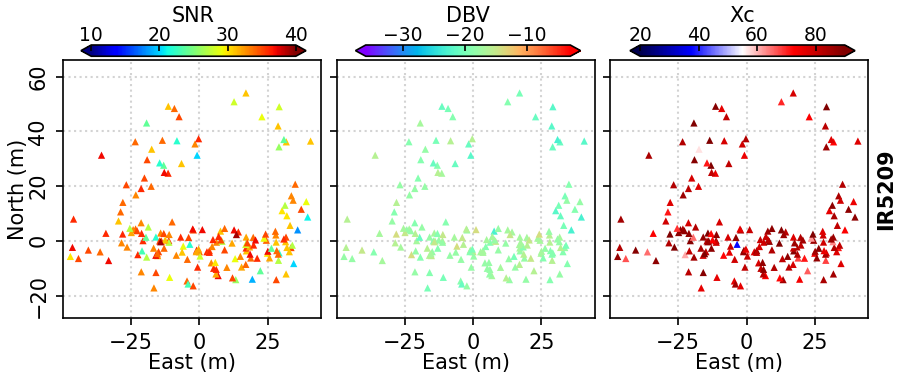 SNR DBV Xc
10 20 30 40 −30 −20 −10 20 40 60 80
60
40
20
0
−20
North (m)
−25 0 25 −25 0 25 −25 0 25
East (m) East (m) East (m)
IR5209